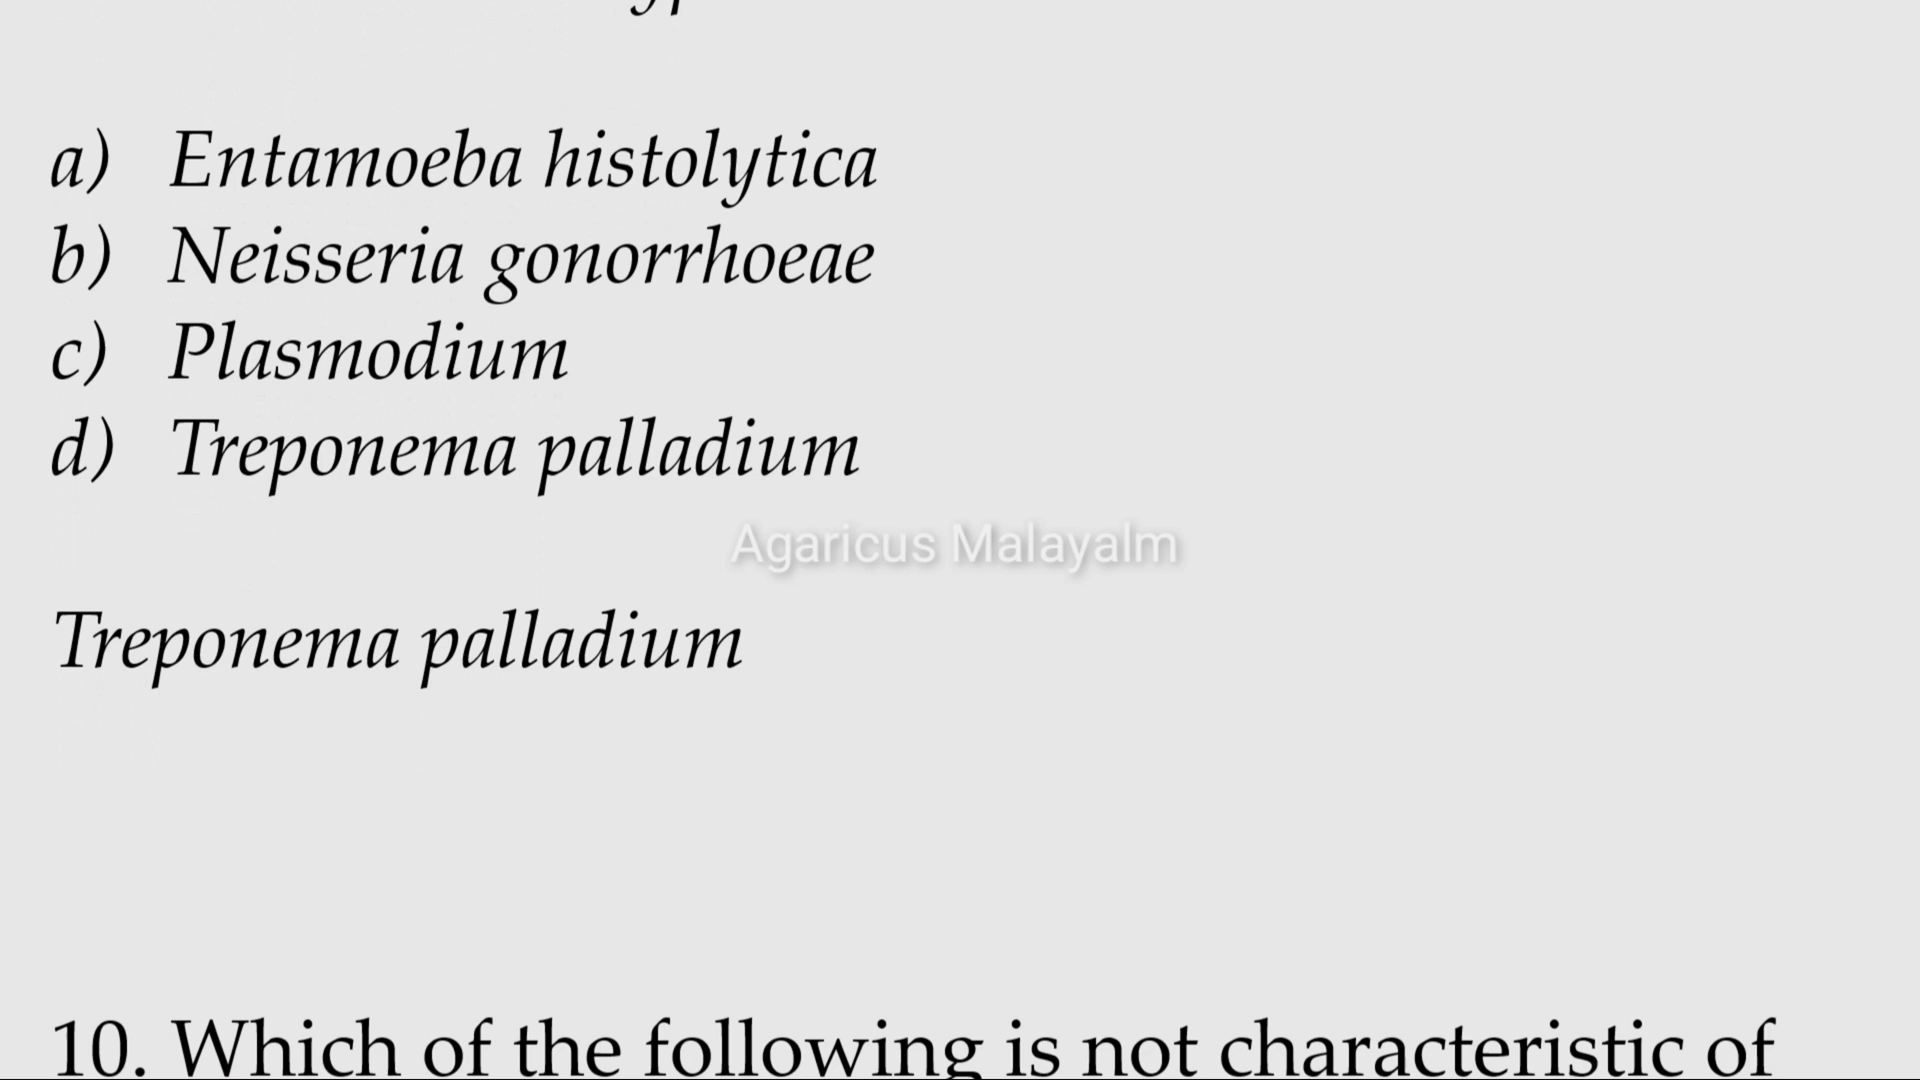 a) Entamoeba histolytica
b) Neisseria gonorrhoeae
c) Plasmodium
d) Treponema palladium
Agaricus Malayalm
Treponema palladium
10. Which of the following is not characteristic of